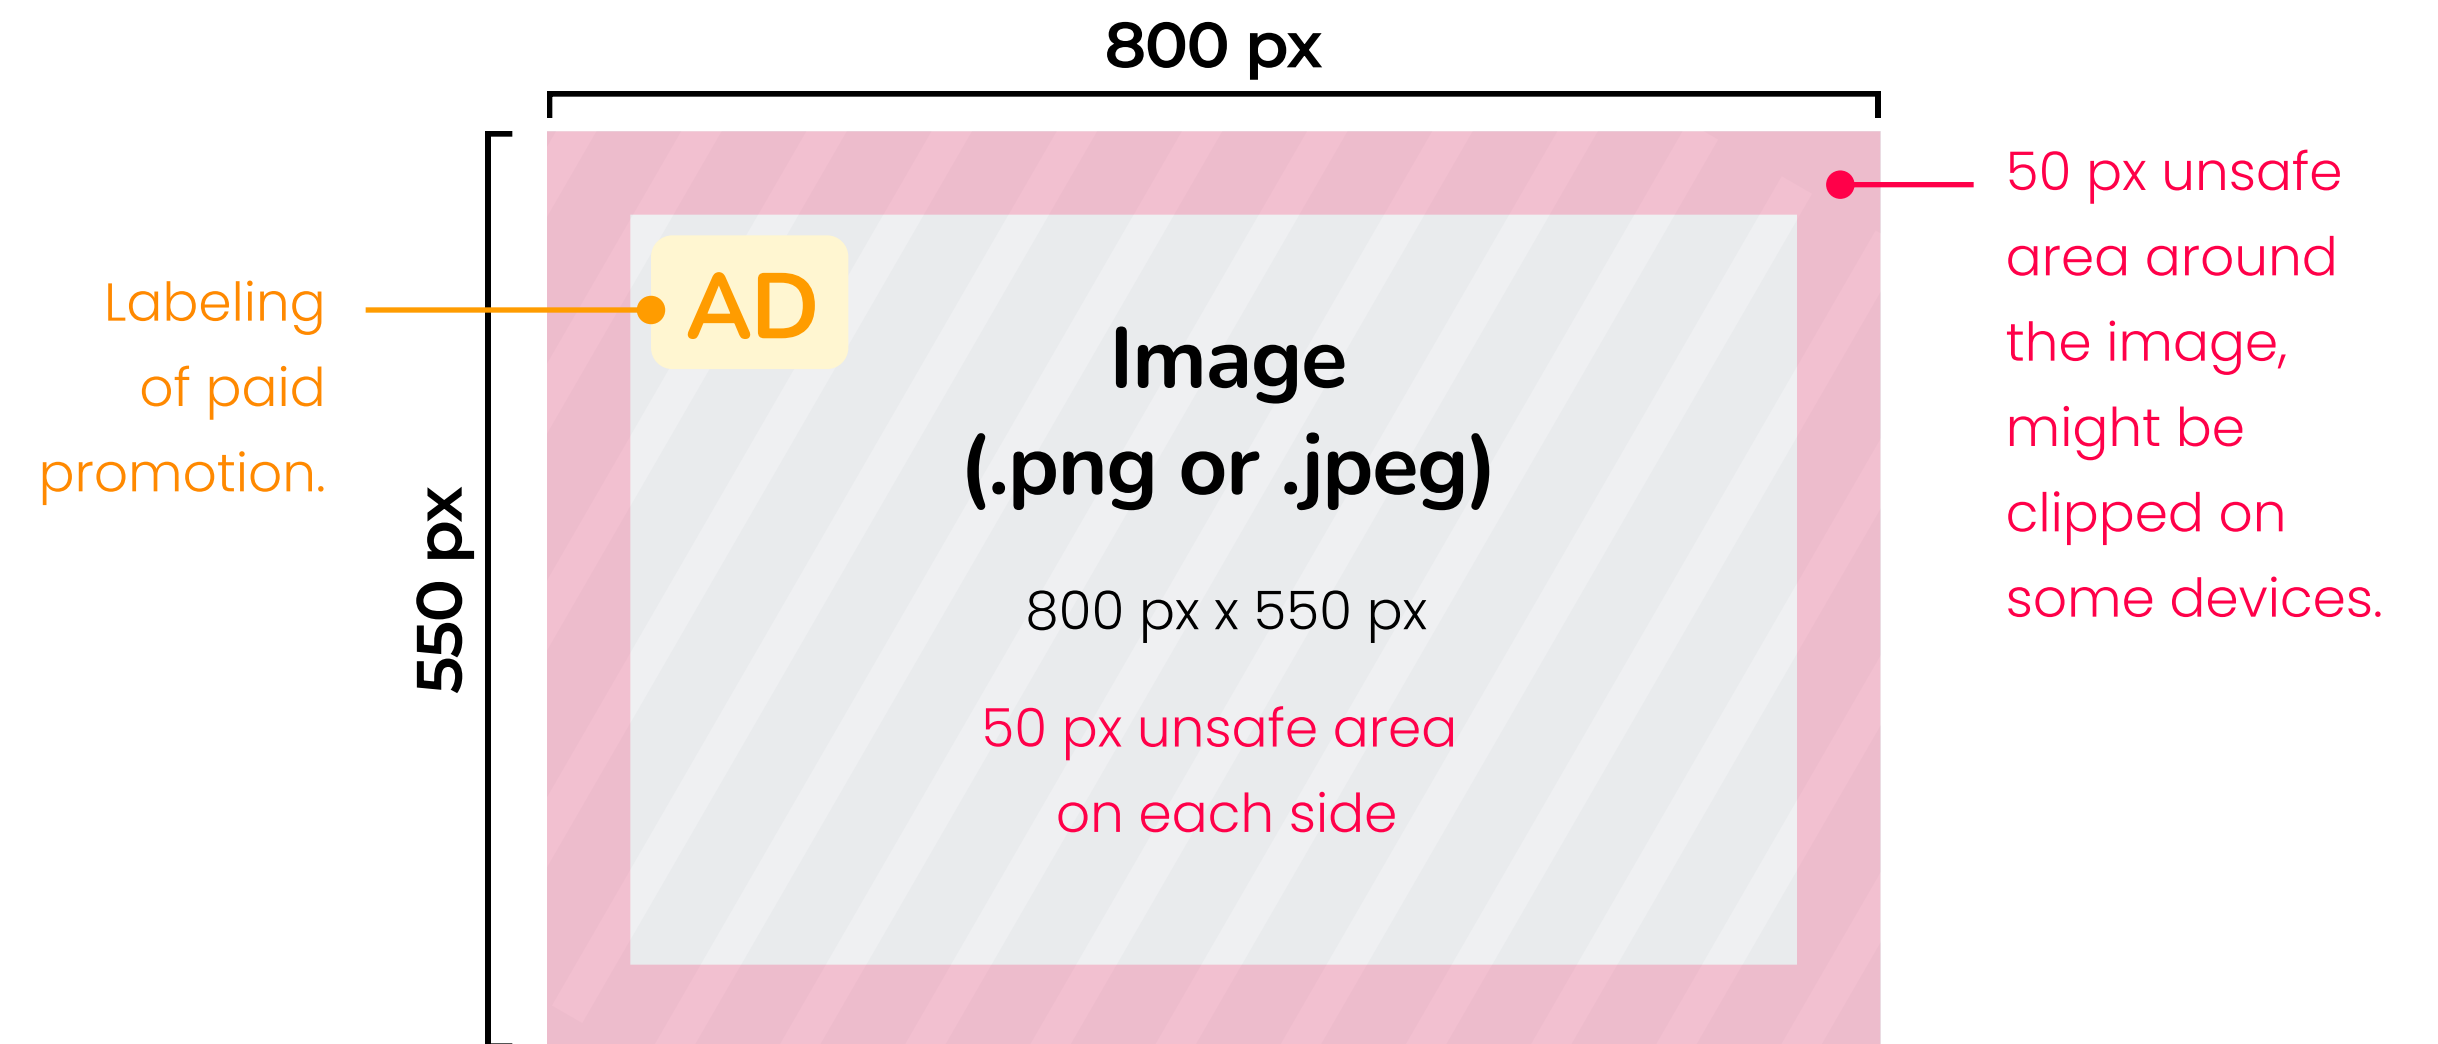 800 px
50 px unsafe
area around
the image,
might be
clipped on
some devices.
Labeling
of paid
promotion.
550 px
AD
Image
(.png or .jpeg)
800 px x 550 px
50 px unsafe area
on each side